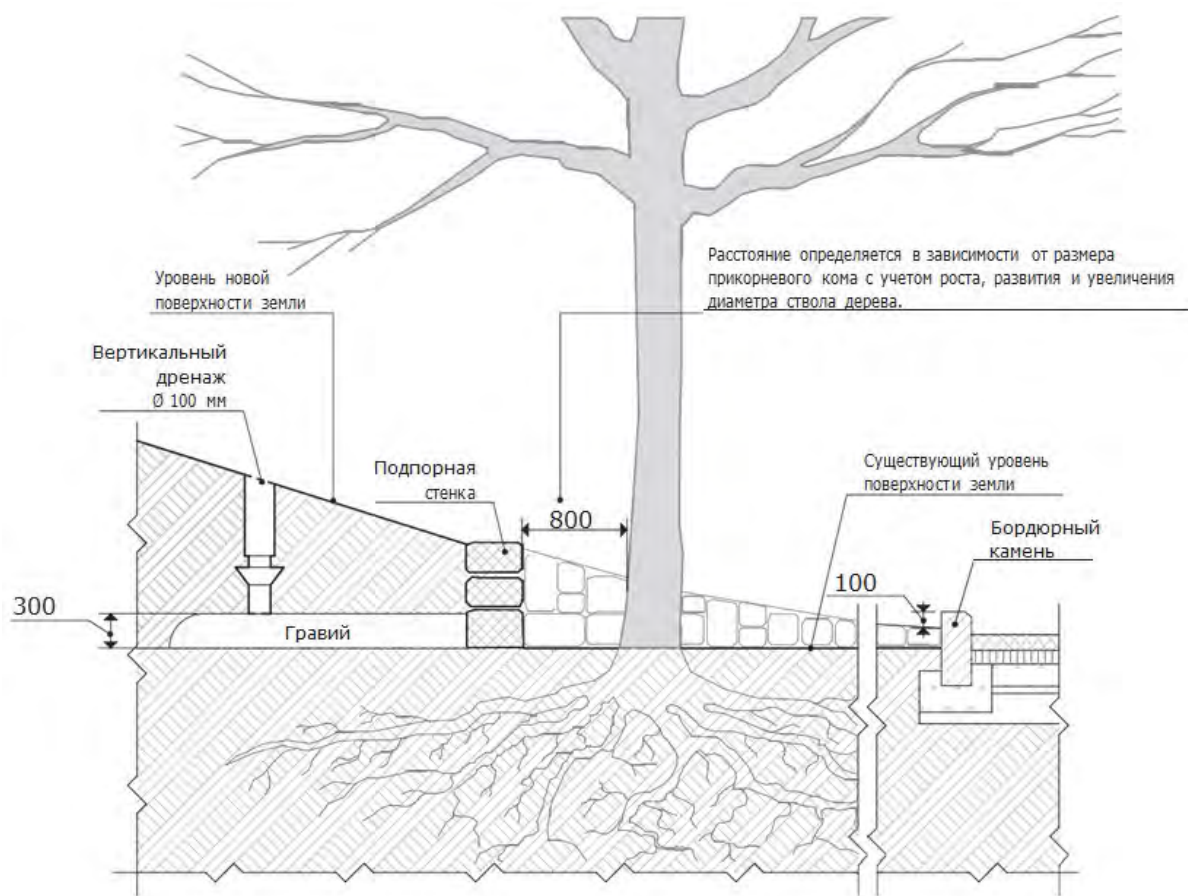 Расстояние определяется в зависимости от размера
прикорневого кома с учетом роста, развития и увеличения
диаметра ствола дерева.
Уровень новой
поверхности земли
Вертикальный
дренаж
Ø 100 мм
Подпорная
стенка
Существующий уровень
поверхности земли
Бордюрный
камень
800
100
300
Гравий